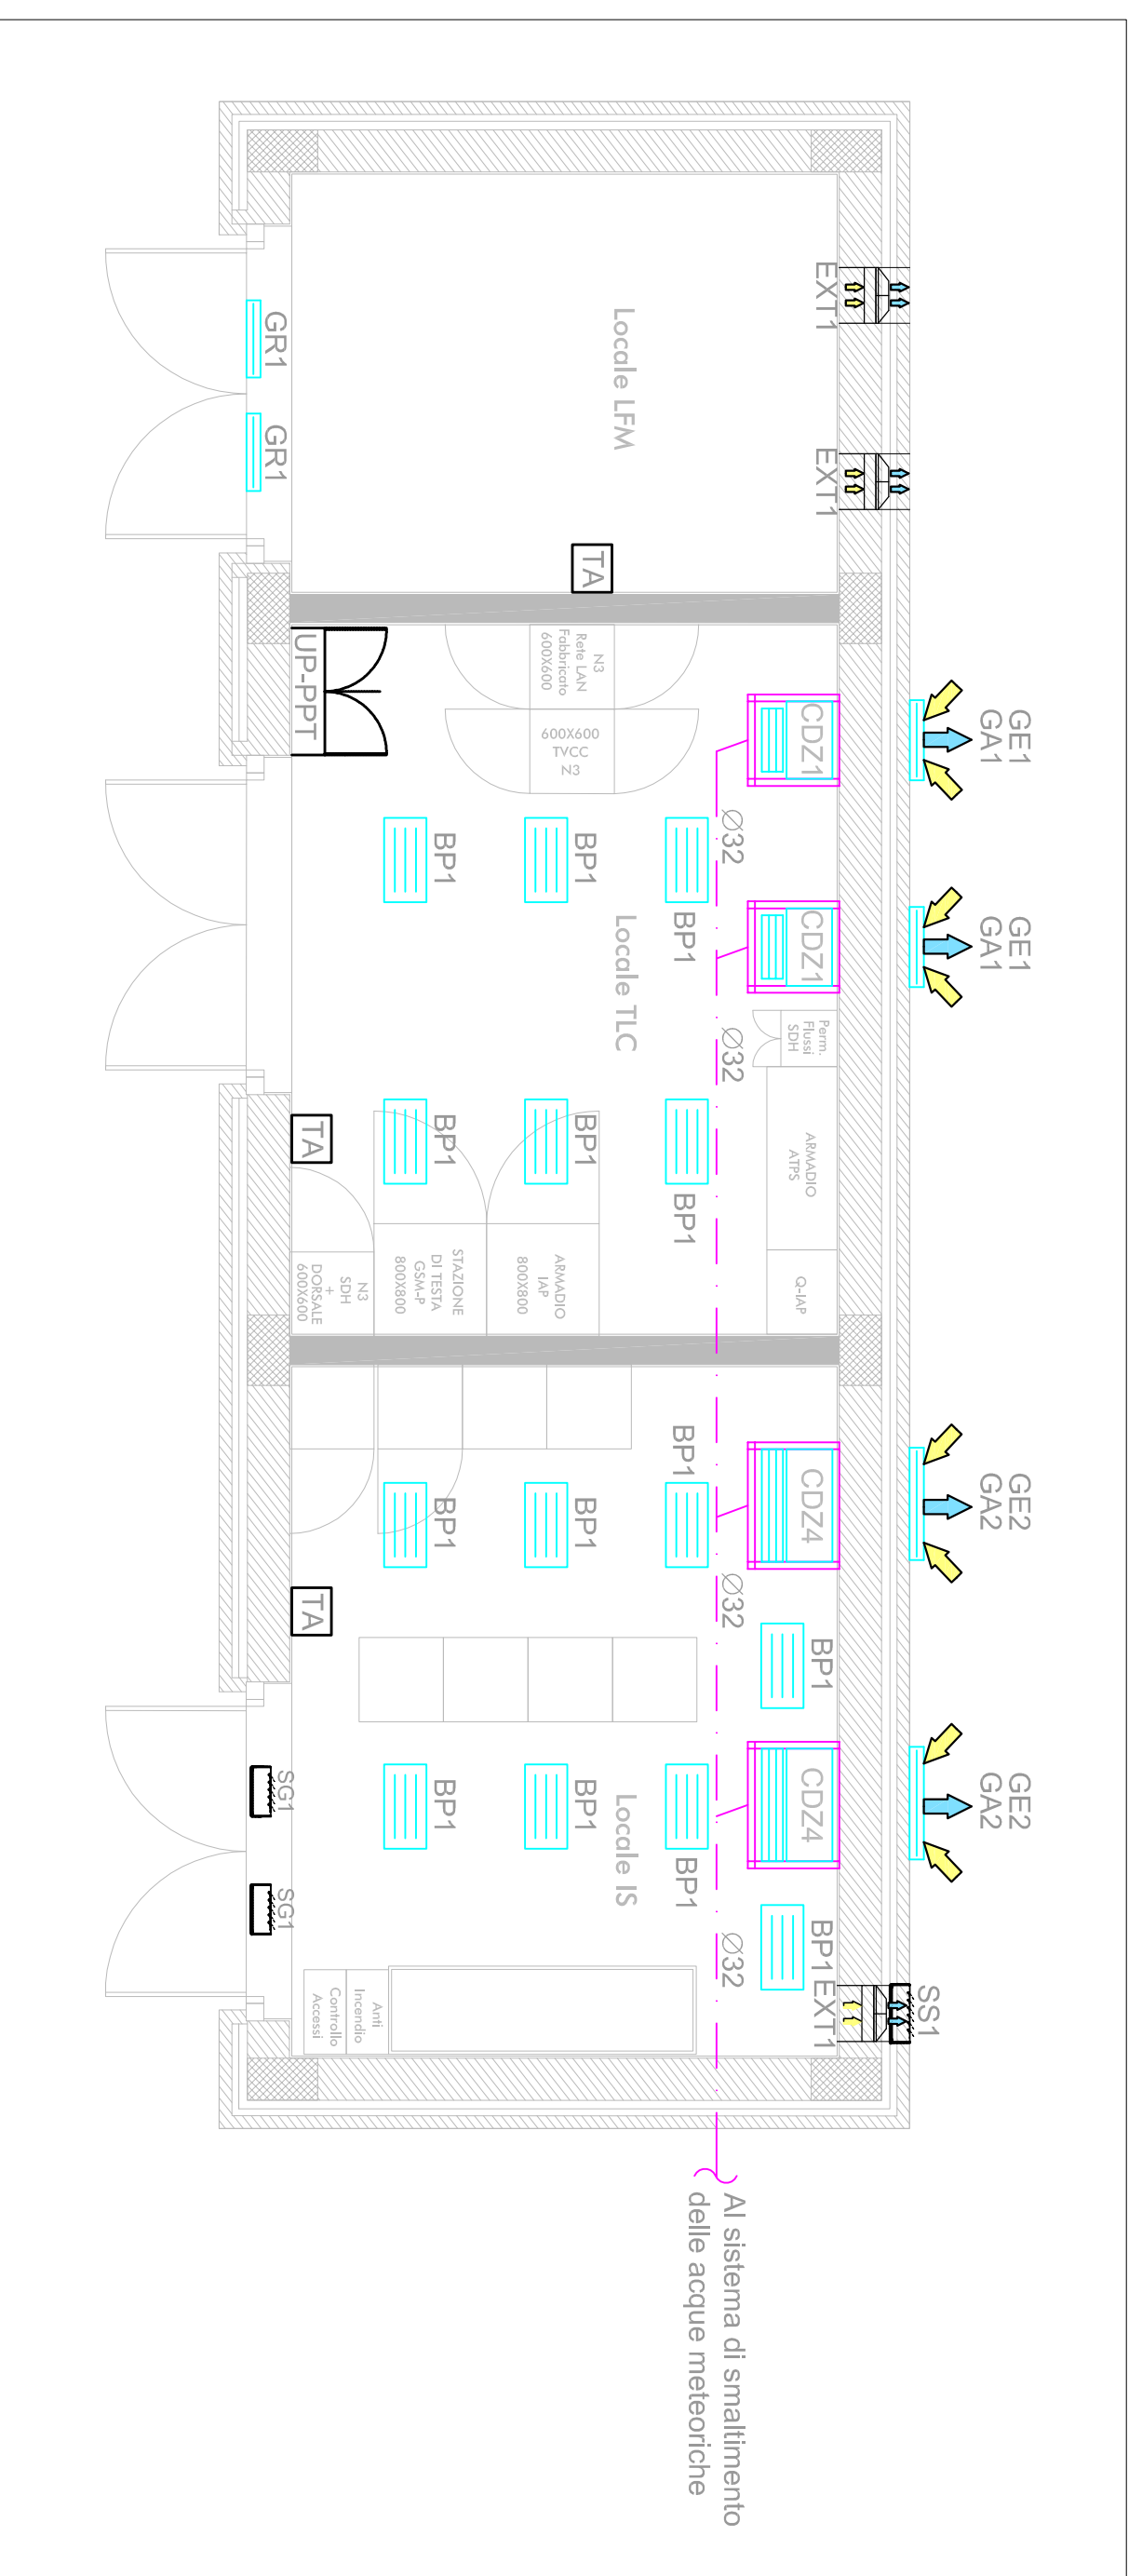 EXT1
EXT1
Locale LFM
GR1
GR1
TA
GE1
GA1
GE1
GA1
GE2
GA2
GE2
GA2
CDZ1
CDZ1
CDZ4
CDZ4
UP-PPT
N3
Rete LAN
Fabbricato
600X600
600X600
TVCC
N3
Ø32
Ø32
Ø32
Ø32
BP1
BP1
BP1
Locale TLC
BP1
BP1
BP1
Perm.
Flussi
SDH
ARMADIO
ATPS
Q-IAP
TA
ARMADIO
IAP
800X800
STAZIONE
DI TESTA
GSM-P
800X800
N3
SDH
+
DORSALE
600X600
BP1
BP1
BP1
BP1
TA
BP1
BP1
BP1
BP1
Locale IS
SG1
SG1
EXT1
SS1
Anti
Incendio
Controllo
Accessi
Al sistema di smaltimento
delle acque meteoriche